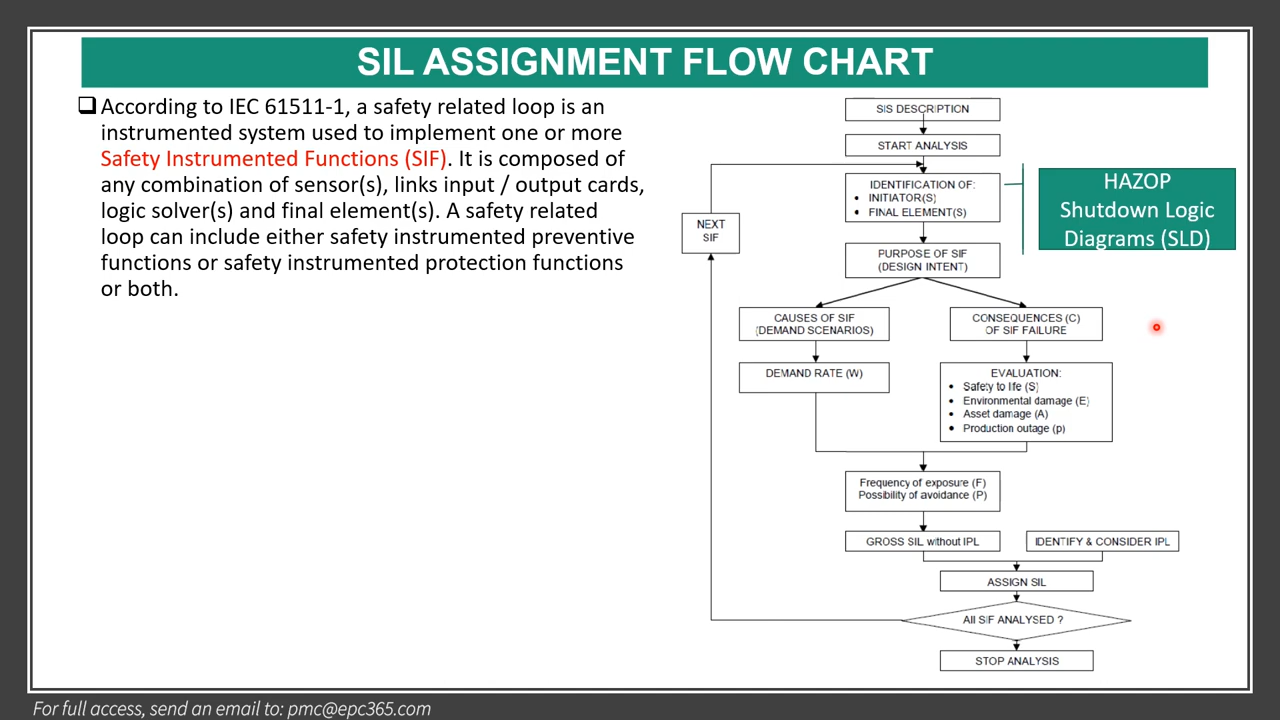 SIL ASSIGNMENT FLOW CHART
According to IEC 61511-1, a safety related loop is an
instrumented system used to implement one or more
Safety Instrumented Functions (SIF). It is composed of
any combination of sensor(s), links input / output cards,
logic solver(s) and final element(s). A safety related
loop can include either safety instrumented preventive
functions or safety instrumented protection functions
or both.
SIS DESCRIPTION
START ANALYSIS
IDENTIFICATION OF:
• INITIATOR(S)
• FINAL ELEMENT(S)
HAZOP
Shutdown Logic
Diagrams (SLD)
NEXT
SIF
PURPOSE OF SIF
(DESIGN INTENT)
CAUSES OF SIF
(DEMAND SCENARIOS)
CONSEQUENCES (C)
OF SIF FAILURE
DEMAND RATE (W)
EVALUATION:
• Safety to life (S)
• Environmental damage (E)
• Asset damage (A)
• Production outage (p)
Frequency of exposure (F)
Possibility of avoidance (P)
GROSS SIL without IPL
IDENTIFY & CONSIDER IPL
ASSIGN SIL
All SIF ANALYSED ?
STOP ANALYSIS
For full access, send an email to: pmc@epc365.com